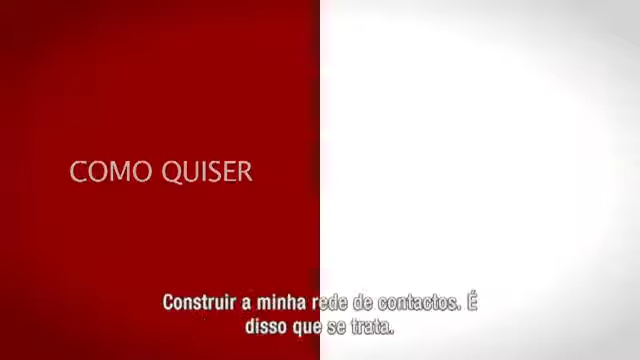 COMO QUISER
Construir a minha rede de contactos. É
disso que se trata.